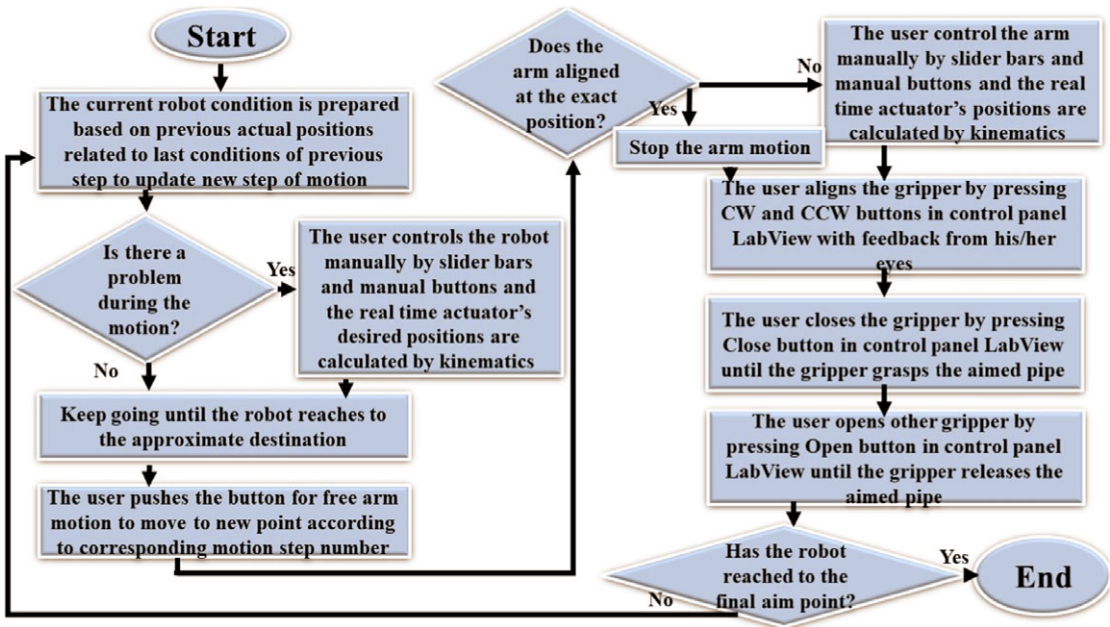 Start
The current robot condition is prepared
based on previous actual positions
related to last conditions of previous
step to update new step of motion
Is there a
problem
during the
motion?
Yes
No
The user controls the robot
manually by slider bars
and manual buttons and
the real time actuator's
desired positions are
calculated by kinematics
Keep going until the robot reaches to
the approximate destination
The user pushes the button for free arm
motion to move to new point according
to corresponding motion step number
Does the
arm aligned
at the exact
position?
No
Yes
The user control the arm
manually by slider bars and
manual buttons and the real
time actuator's positions are
calculated by kinematics
Stop the arm motion
The user aligns the gripper by pressing
CW and CCW buttons in control panel
LabView with feedback from his/her
eyes
The user closes the gripper by pressing
Close button in control panel LabView
until the gripper grasps the aimed pipe
The user opens other gripper by
pressing Open button in control panel
LabView until the gripper releases the
aimed pipe
Has the robot
reached to the
final aim point?
Yes
No
End